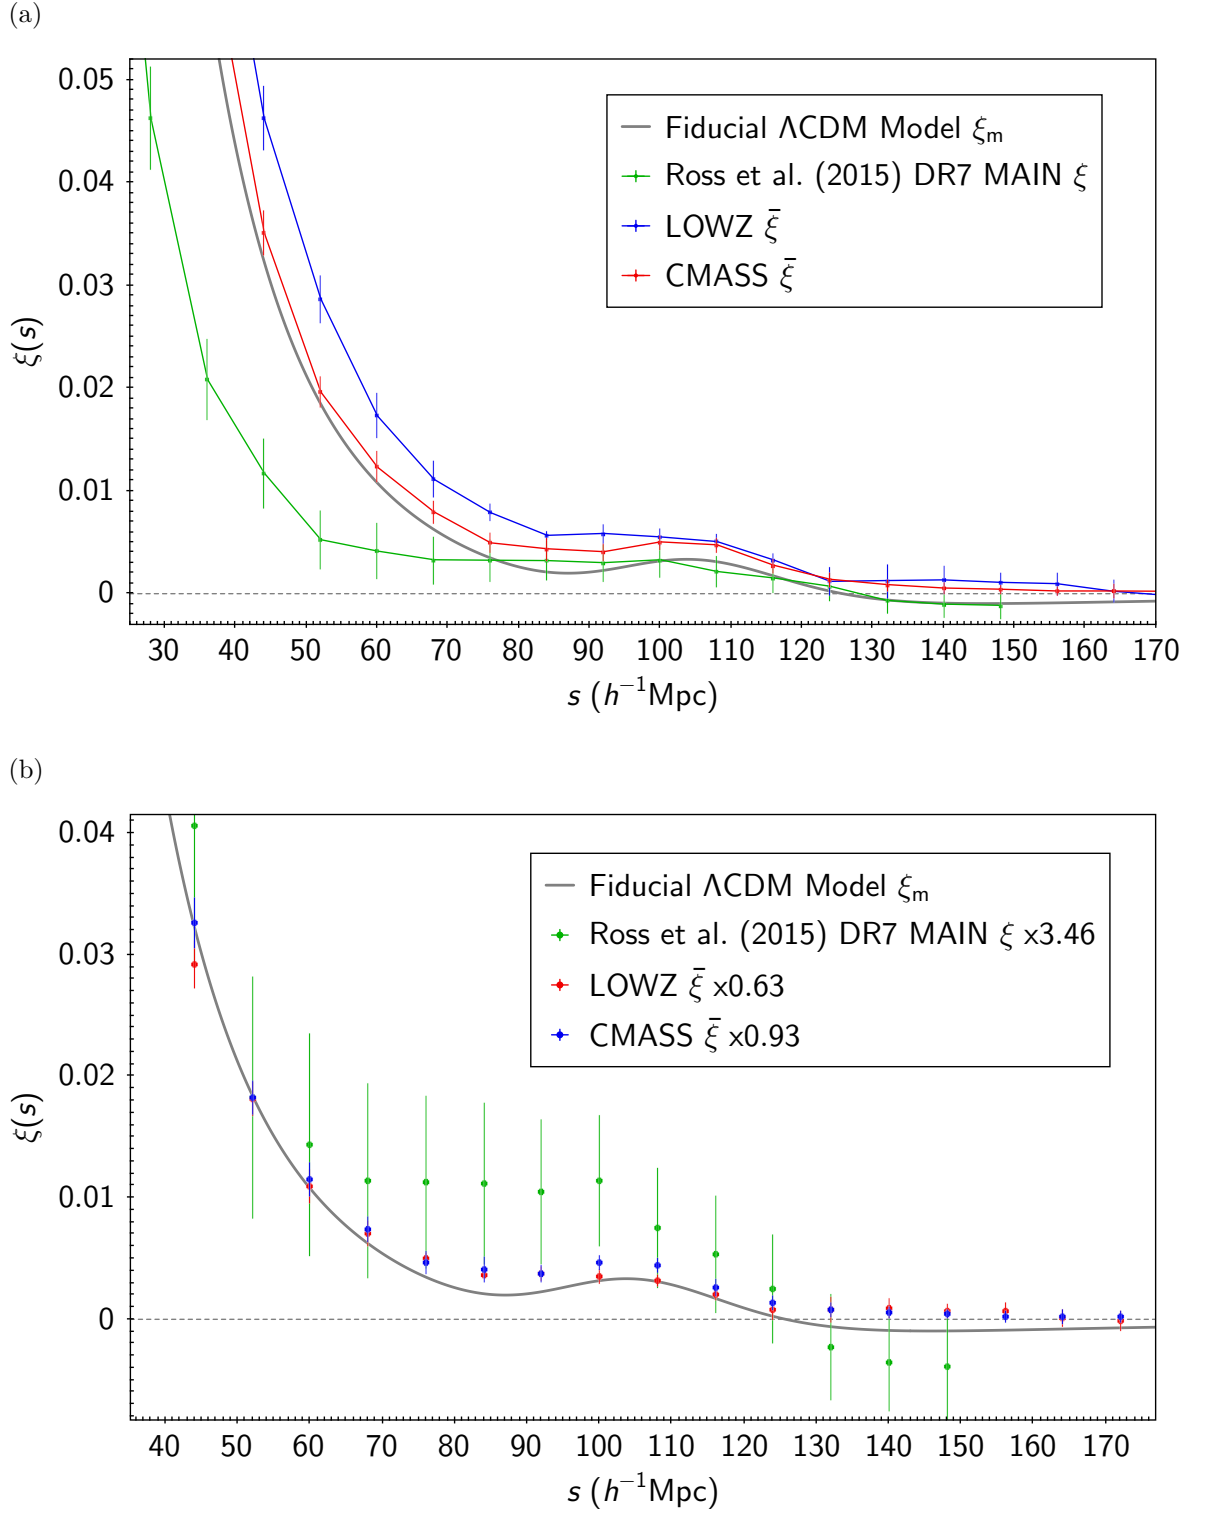 (a)
0.05
0.04
0.03
0.02
0.01
0
ξ(s)
Fiducial ΛCDM Model ξm
Ross et al. (2015) DR7 MAIN ξ
LOWZ ξ̄
CMASS ξ̄
30 40 50 60 70 80 90 100 110 120 130 140 150 160 170
s (h⁻¹Mpc)
(b)
0.04
0.03
0.02
0.01
0
ξ(s)
Fiducial ΛCDM Model ξm
Ross et al. (2015) DR7 MAIN ξ x3.46
LOWZ ξ̄ x0.63
CMASS ξ̄ x0.93
40 50 60 70 80 90 100 110 120 130 140 150 160 170
s (h⁻¹Mpc)